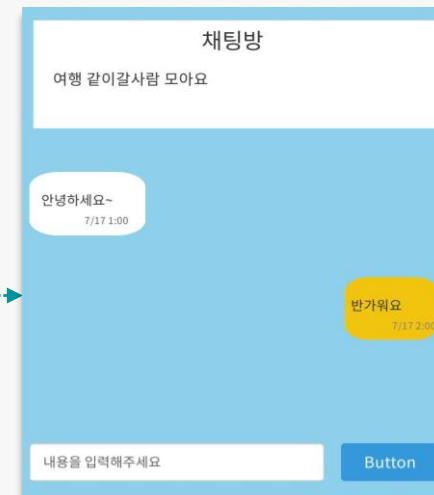 채팅방
여행 같이갈사람 모아요
안녕하세요~
7/17 1:00
반가워요
7/17 2:00
내용을 입력해주세요
Button